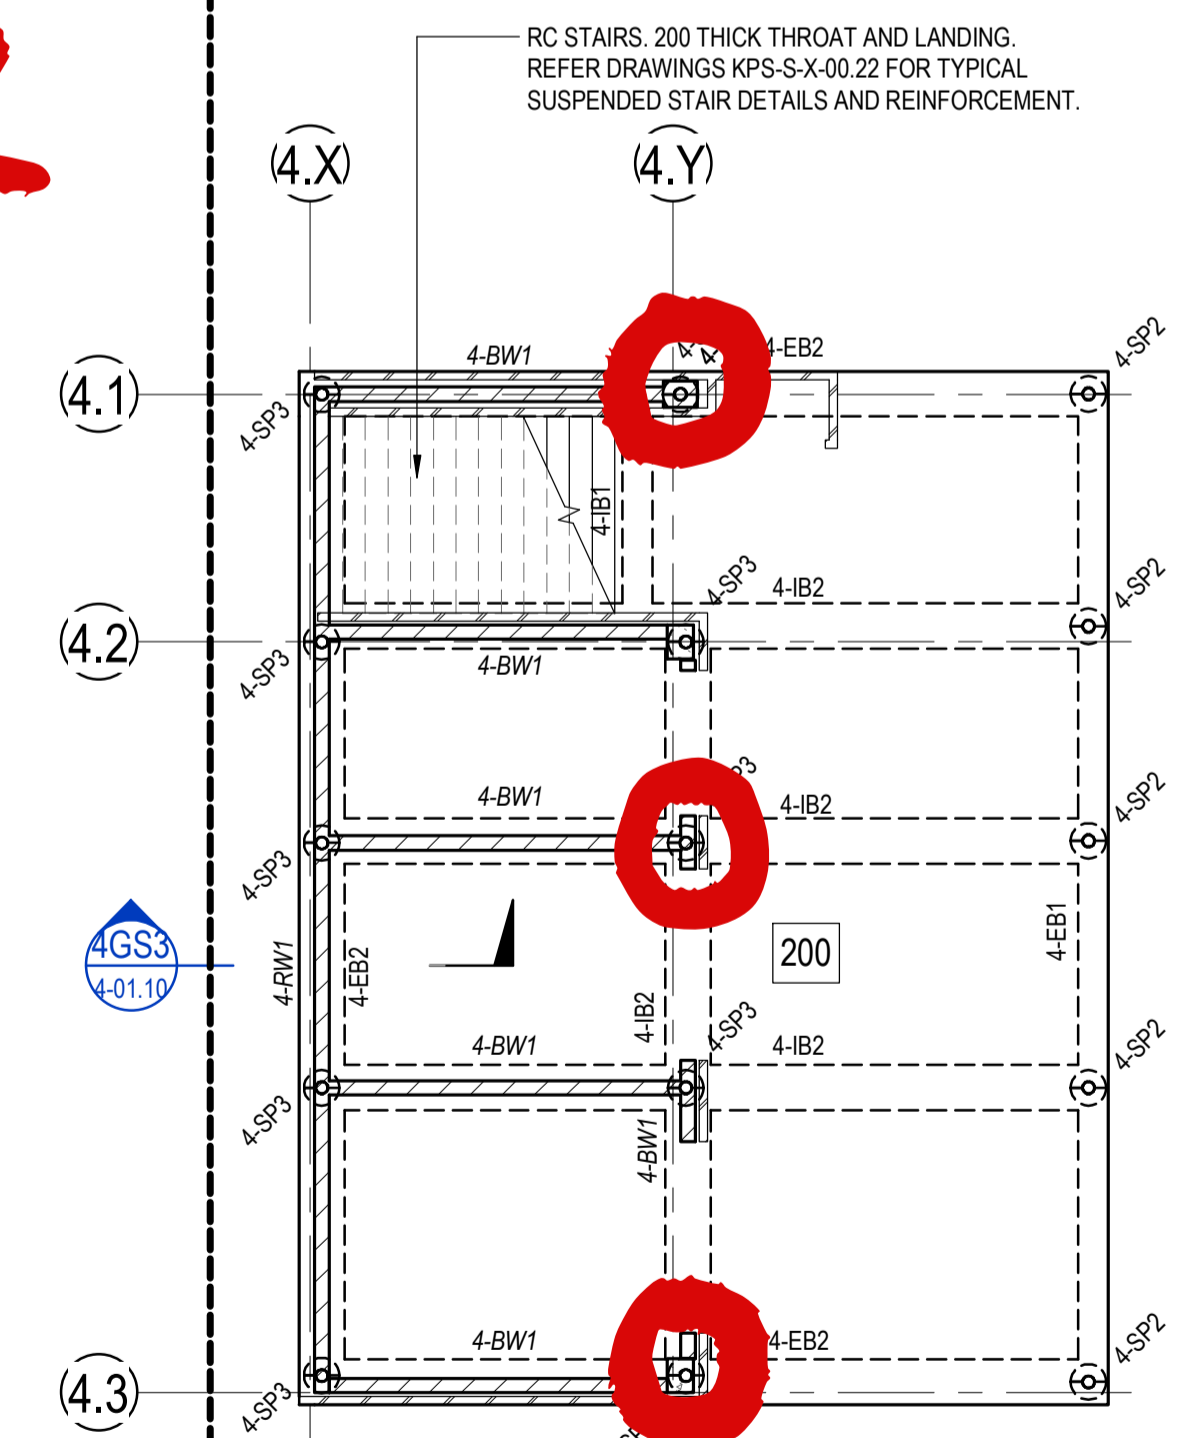 RC STAIRS. 200 THICK THROAT AND LANDING.
REFER DRAWINGS KPS-S-X-00.22 FOR TYPICAL
SUSPENDED STAIR DETAILS AND REINFORCEMENT.
4.X
4.Y
4-BW1
4-EB2
4-SP2
4.1
4-SP3
4-IB1
4-SP3
4-IB2
4-SP2
4.2
4-SP3
4-BW1
4-BW1
4-IB2
4-SP2
4-SP3
4GS3
4-01.10
4-RW1
4-EB2
200
4-EB1
4-IB2
4-SP3
4-BW1
4-IB2
4-SP2
4-SP3
4-BW1
4-BW1
4-EB2
4-SP2
4.3
4-SP3